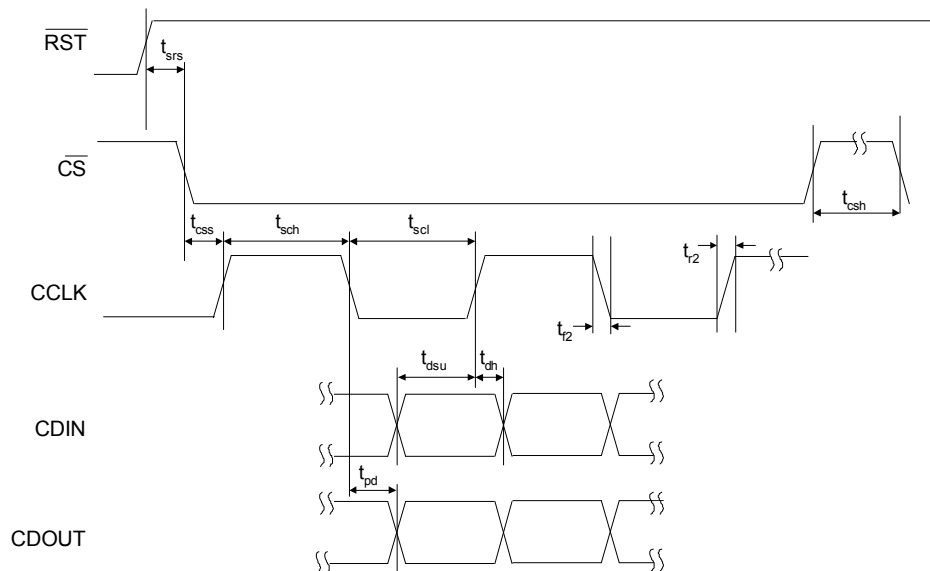 RST
t_srs
CS
t_csh
t_css
t_sch
t_scl
t_r2
CCLK
t_f2
t_dsu
t_dh
CDIN
t_pd
CDOUT